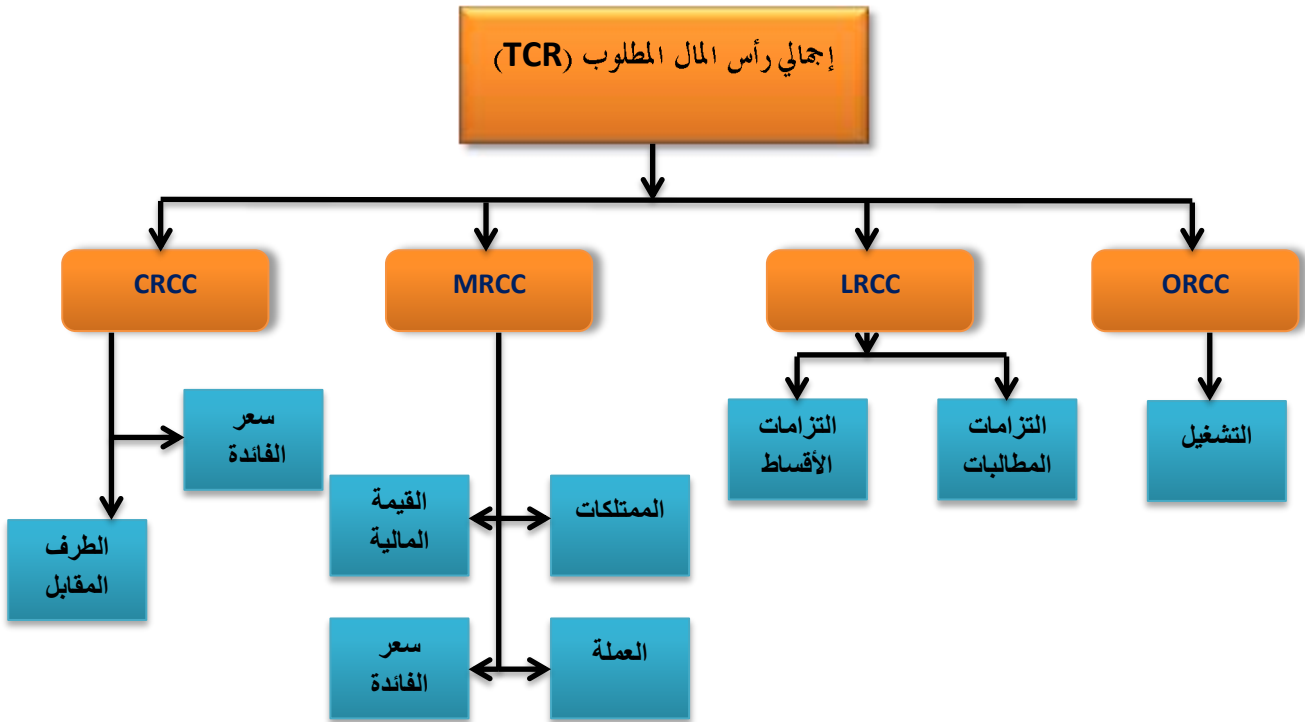 إجمالي رأس المال المطلوب (TCR)
CRCC
MRCC
LRCC
ORCC
سعر
الفائدة
الطرف
المقابل
القيمة
المالية
الممتلكات
سعر
الفائدة
العملة
التزامات
الأقساط
التزامات
المطالبات
التشغيل